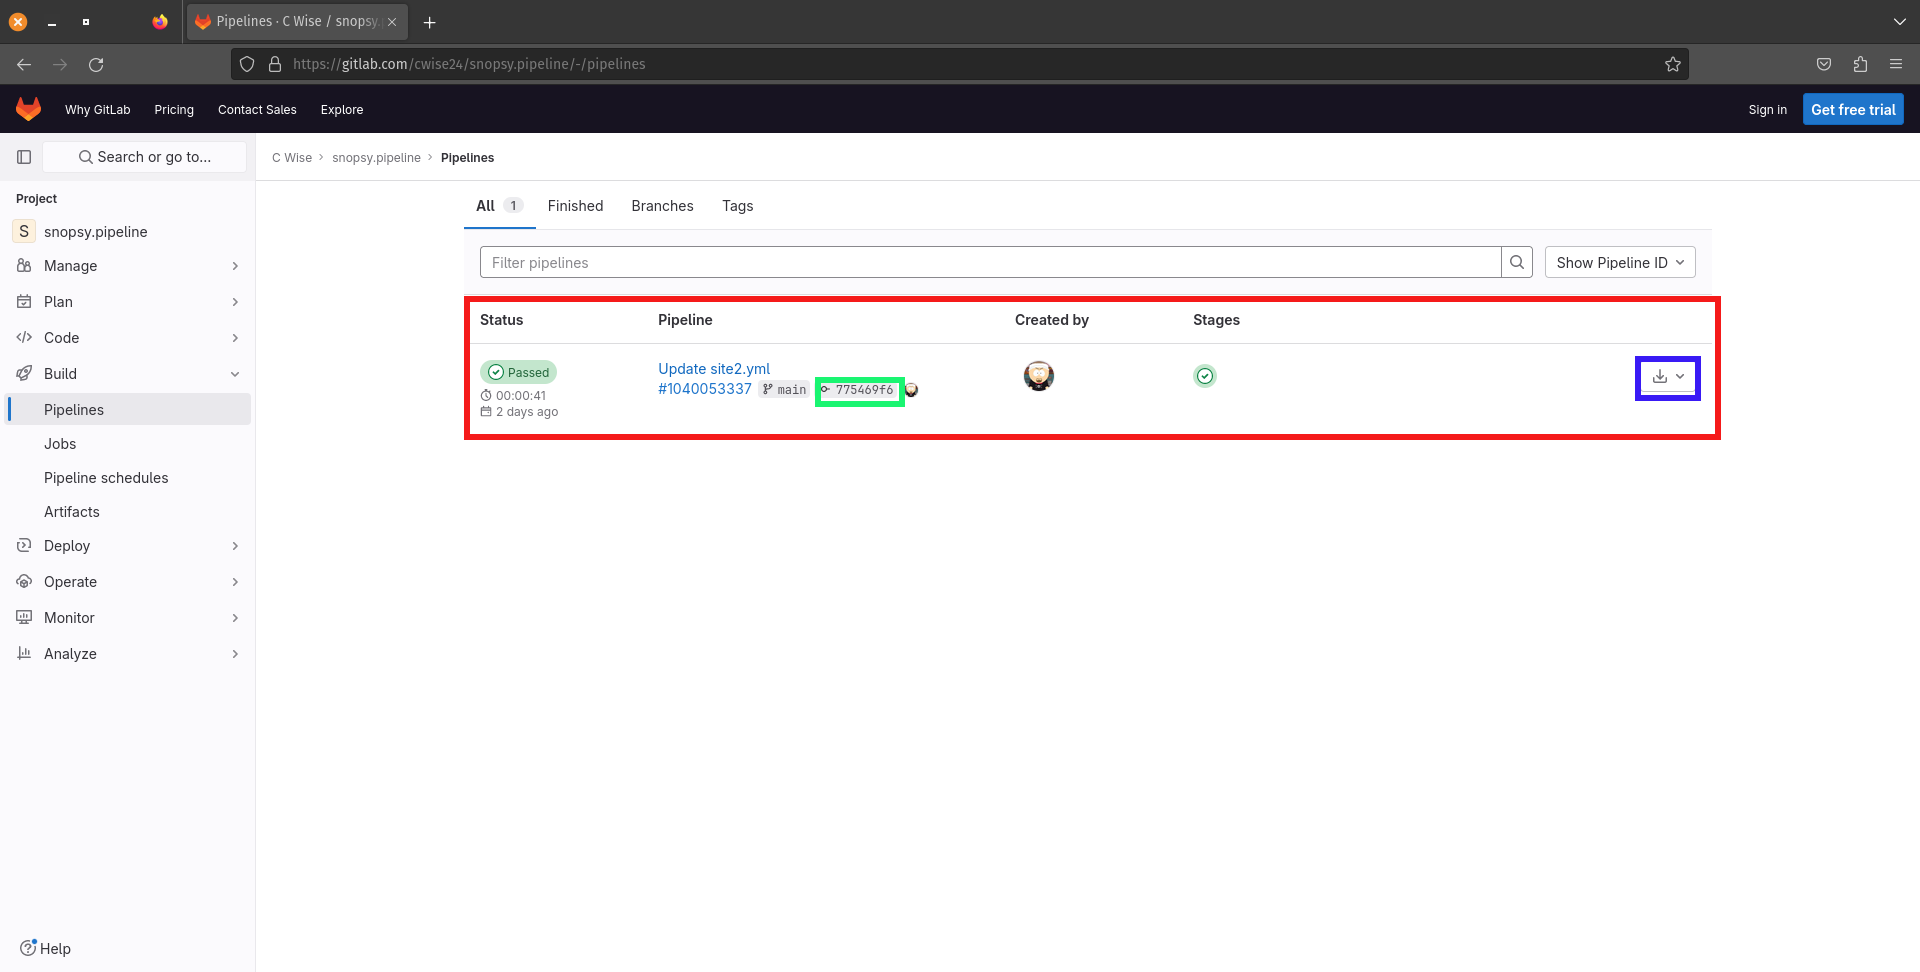 Pipelines · C Wise / snopsy.
https://gitlab.com/cwise24/snopsy.pipeline/-/pipelines
Why GitLab Pricing Contact Sales Explore Sign in Get free trial
Search or go to...
C Wise › snopsy.pipeline › Pipelines
Project
S snopsy.pipeline
Manage
Plan
Code
Build
Pipelines
Jobs
Pipeline schedules
Artifacts
Deploy
Operate
Monitor
Analyze
Help
All 1 Finished Branches Tags
Filter pipelines
Show Pipeline ID
Status Pipeline Created by Stages
Passed
00:00:41
2 days ago
Update site2.yml
#1040053337 main 775469f6